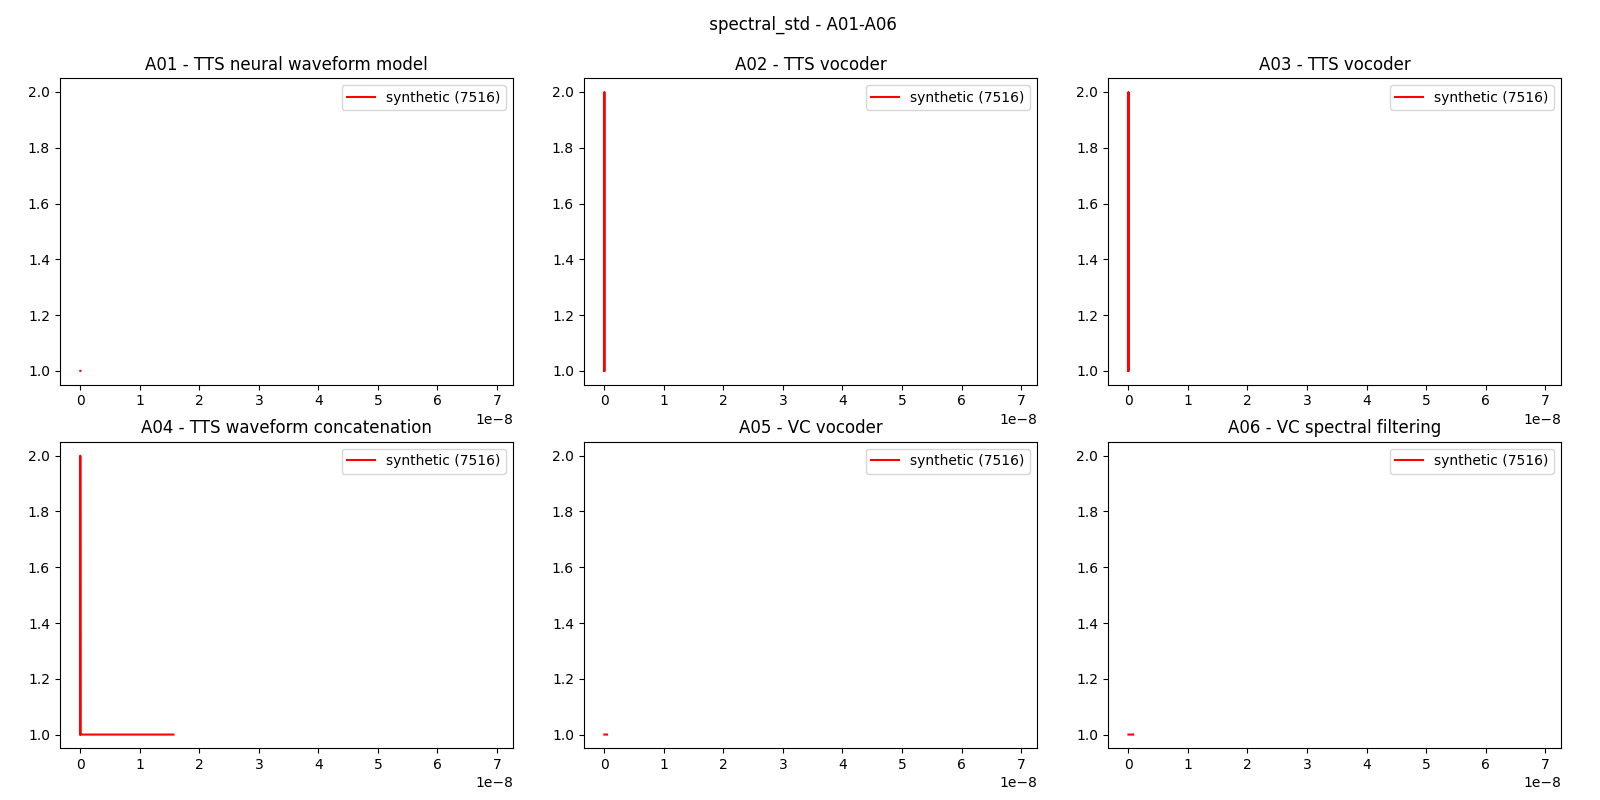 spectral_std - A01-A06
A01 - TTS neural waveform model
A02 - TTS vocoder
A03 - TTS vocoder
2.0
1.8
1.6
1.4
1.2
1.0
synthetic (7516)
0 1 2 3 4 5 6 7
1e−8
2.0
1.8
1.6
1.4
1.2
1.0
synthetic (7516)
0 1 2 3 4 5 6 7
1e−8
2.0
1.8
1.6
1.4
1.2
1.0
synthetic (7516)
0 1 2 3 4 5 6 7
1e−8
A04 - TTS waveform concatenation
A05 - VC vocoder
A06 - VC spectral filtering
2.0
1.8
1.6
1.4
1.2
1.0
synthetic (7516)
0 1 2 3 4 5 6 7
1e−8
2.0
1.8
1.6
1.4
1.2
1.0
synthetic (7516)
0 1 2 3 4 5 6 7
1e−8
2.0
1.8
1.6
1.4
1.2
1.0
synthetic (7516)
0 1 2 3 4 5 6 7
1e−8